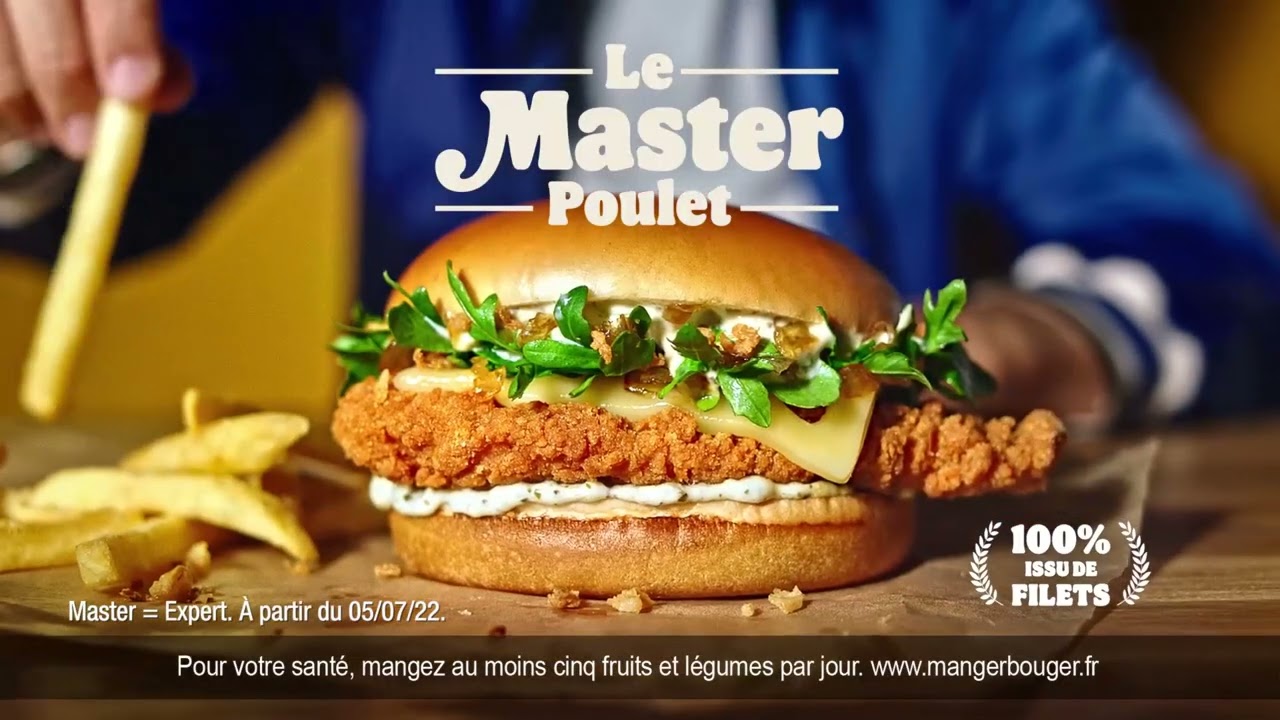 Le
Master
Poulet
100%
ISSU DE
FILETS
Master = Expert. À partir du 05/07/22.
Pour votre santé, mangez au moins cinq fruits et légumes par jour. www.mangerbouger.fr